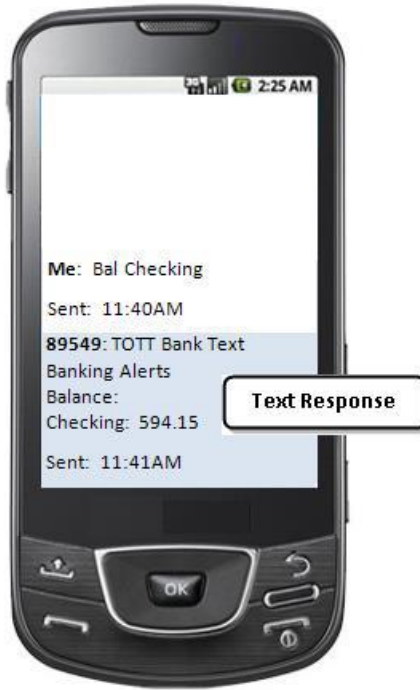 2:25 AM
Me: Bal Checking
Sent: 11:40AM
89549: TOTT Bank Text
Banking Alerts
Balance:
Checking: 594.15
Text Response
Sent: 11:41AM
OK